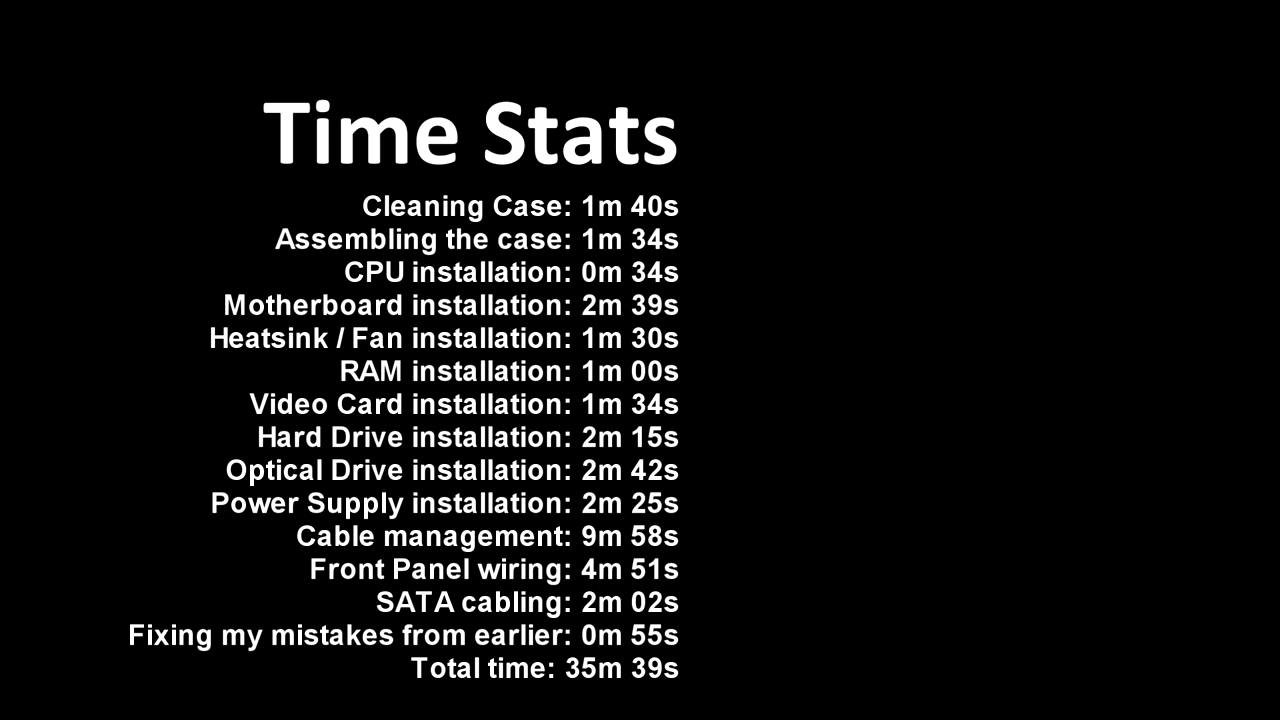 Time Stats
Cleaning Case: 1m 40s
Assembling the case: 1m 34s
CPU installation: 0m 34s
Motherboard installation: 2m 39s
Heatsink / Fan installation: 1m 30s
RAM installation: 1m 00s
Video Card installation: 1m 34s
Hard Drive installation: 2m 15s
Optical Drive installation: 2m 42s
Power Supply installation: 2m 25s
Cable management: 9m 58s
Front Panel wiring: 4m 51s
SATA cabling: 2m 02s
Fixing my mistakes from earlier: 0m 55s
Total time: 35m 39s